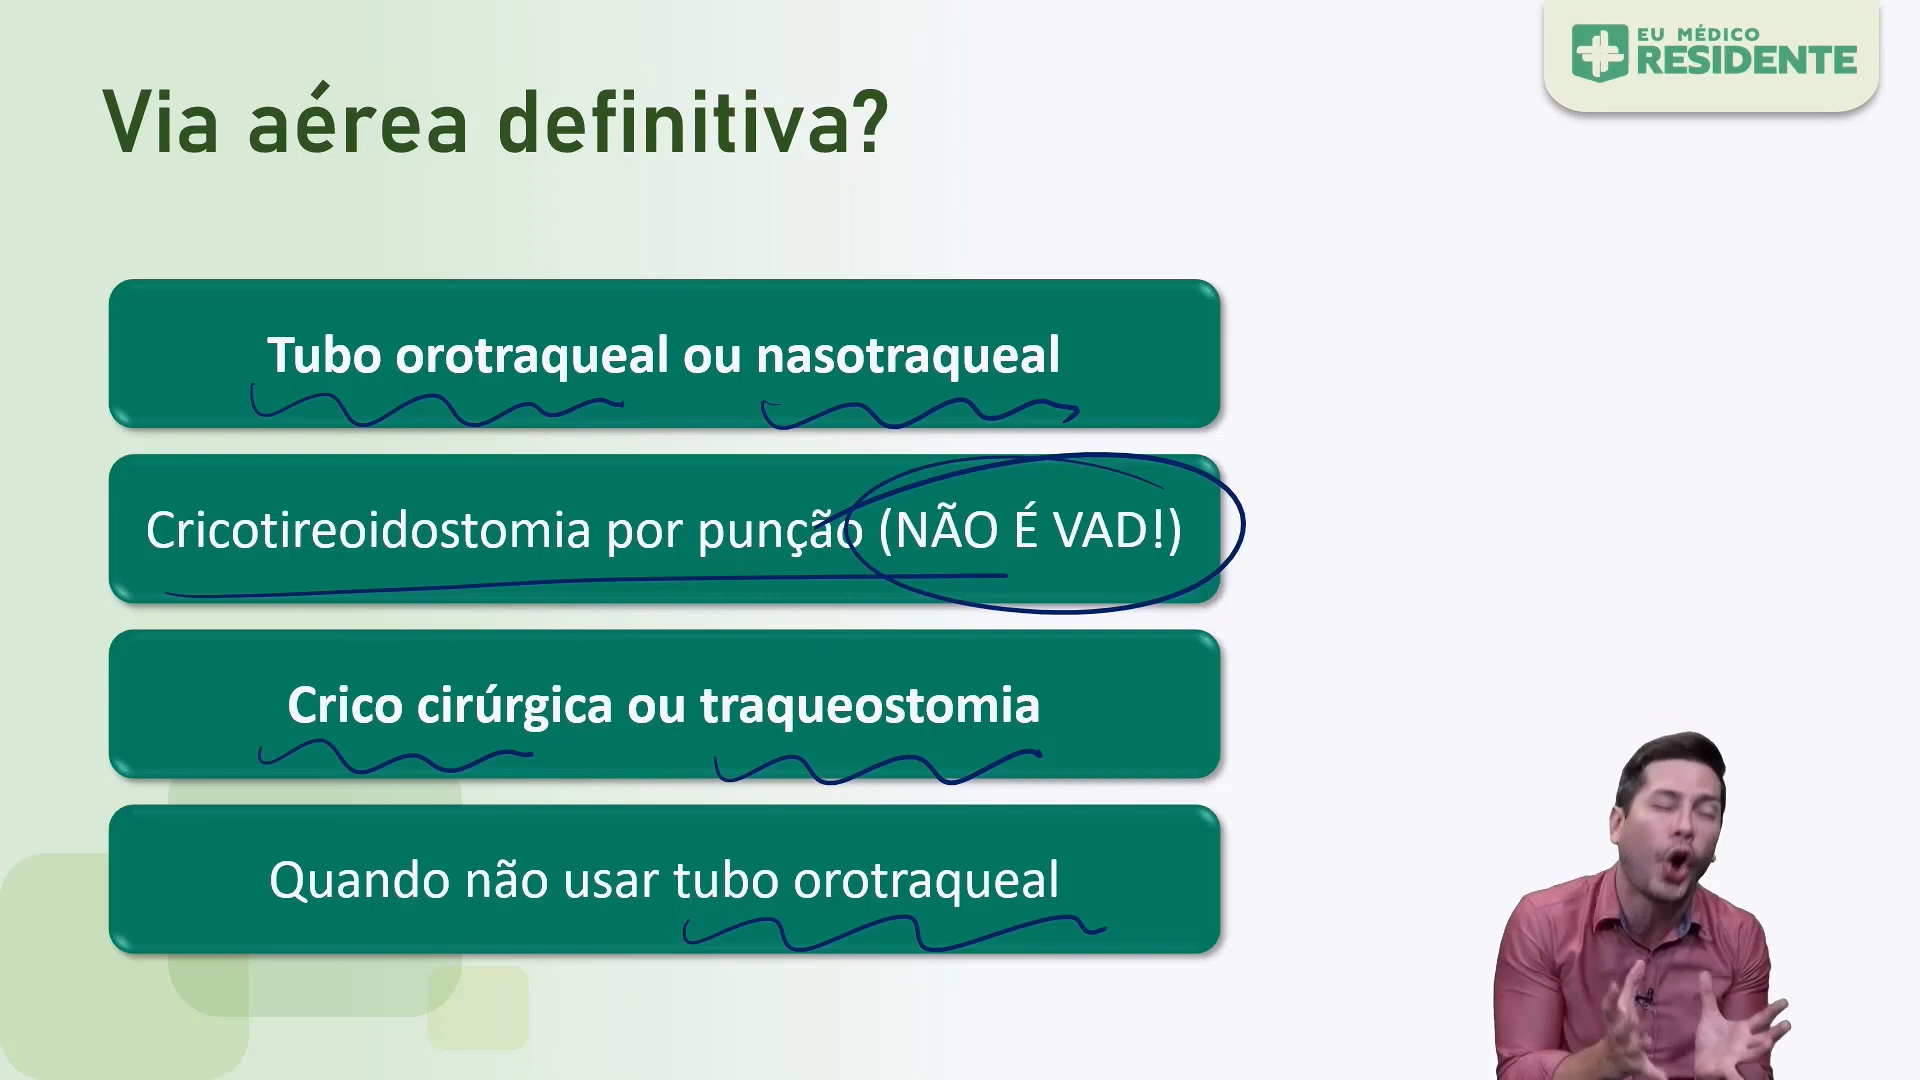 EU MÉDICO
RESIDENTE
Via aérea definitiva?
Tubo orotraqueal ou nasotraqueal
Cricotireoidostomia por punção (NÃO É VAD!)
Crico cirúrgica ou traqueostomia
Quando não usar tubo orotraqueal